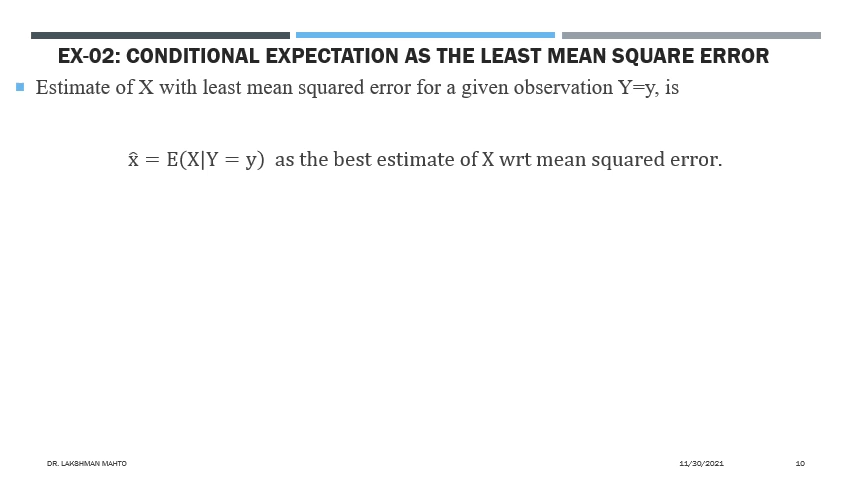 EX-02: CONDITIONAL EXPECTATION AS THE LEAST MEAN SQUARE ERROR
Estimate of X with least mean squared error for a given observation Y=y, is
x̂ = E(X|Y = y) as the best estimate of X wrt mean squared error.
DR. LAKSHMAN MAHTO 11/30/2021 10